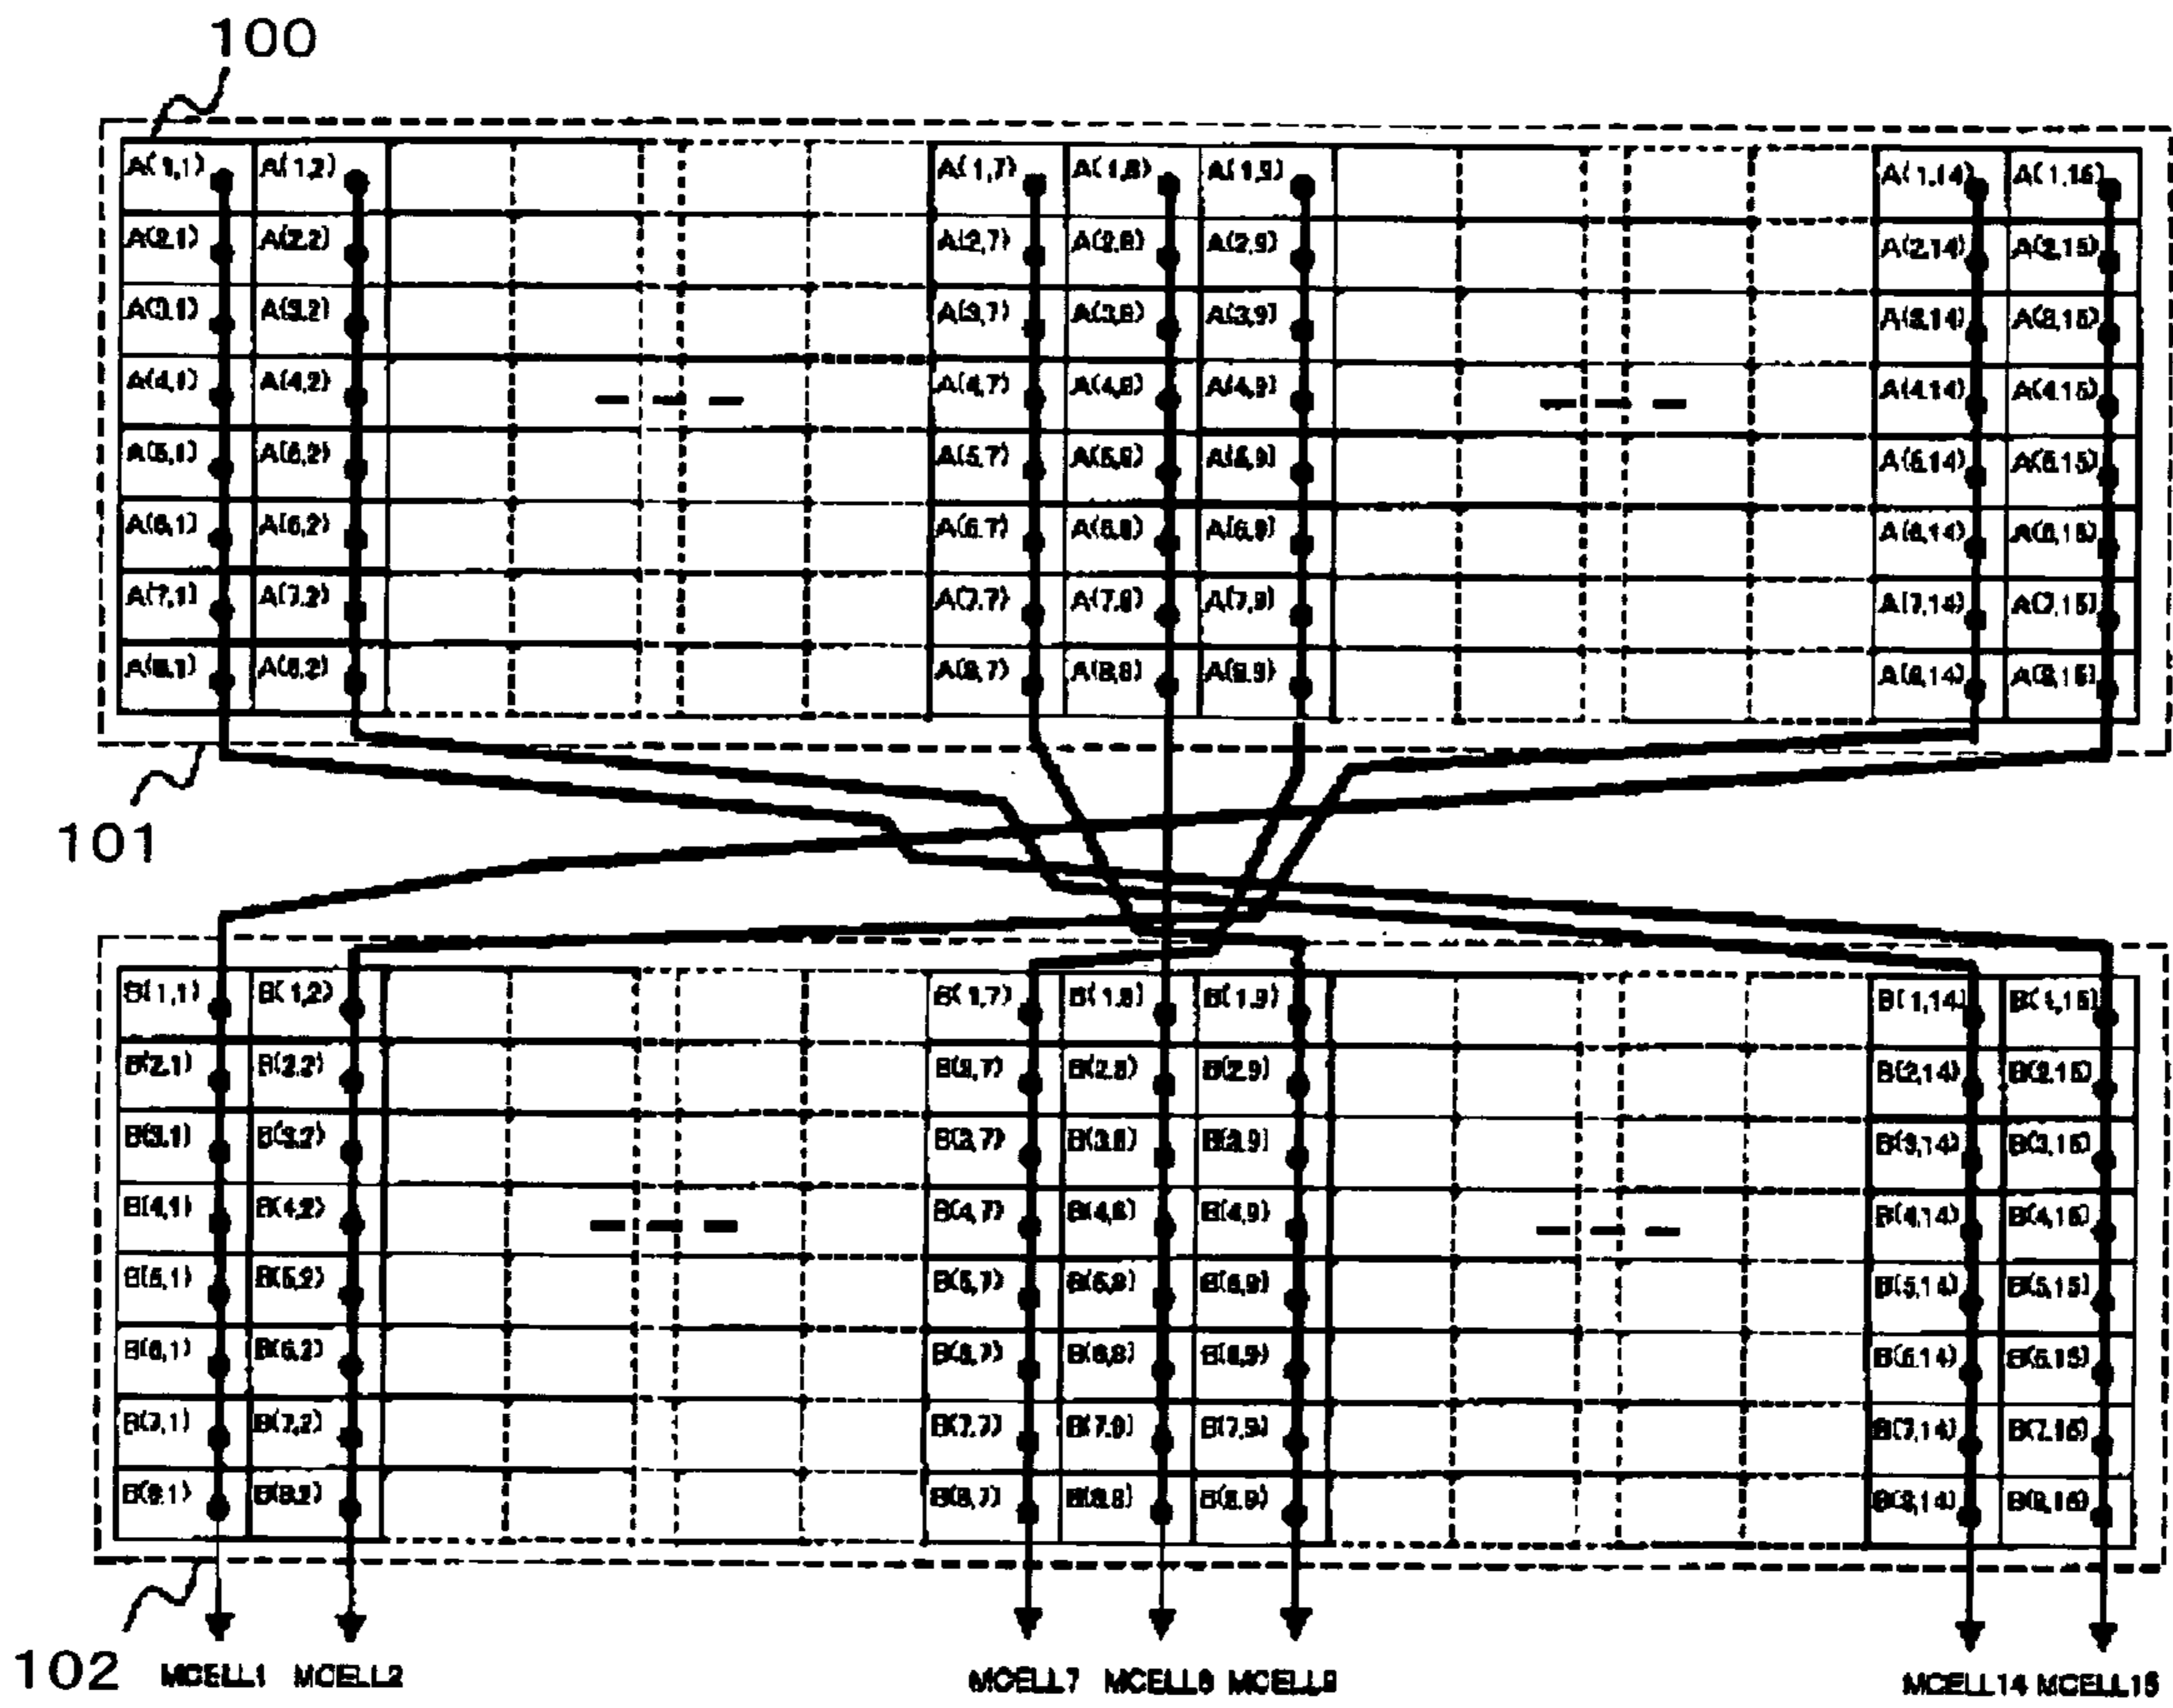 100
A(1,1) A(1,2) A(1,7) A(1,8) A(1,9) A(1,14) A(1,15)
A(2,1) A(2,2) A(2,7) A(2,8) A(2,9) A(2,14) A(2,15)
A(3,1) A(3,2) A(3,7) A(3,8) A(3,9) A(3,14) A(3,15)
A(4,1) A(4,2) A(4,7) A(4,8) A(4,9) A(4,14) A(4,15)
A(5,1) A(5,2) A(5,7) A(5,8) A(5,9) A(5,14) A(5,15)
A(6,1) A(6,2) A(6,7) A(6,8) A(6,9) A(6,14) A(6,15)
A(7,1) A(7,2) A(7,7) A(7,8) A(7,9) A(7,14) A(7,15)
A(8,1) A(8,2) A(8,7) A(8,8) A(8,9) A(8,14) A(8,15)
101
B(1,1) B(1,2) B(1,7) B(1,8) B(1,9) B(1,14) B(1,15)
B(2,1) B(2,2) B(2,7) B(2,8) B(2,9) B(2,14) B(2,15)
B(3,1) B(3,2) B(3,7) B(3,8) B(3,9) B(3,14) B(3,15)
B(4,1) B(4,2) B(4,7) B(4,8) B(4,9) B(4,14) B(4,15)
B(5,1) B(5,2) B(5,7) B(5,8) B(5,9) B(5,14) B(5,15)
B(6,1) B(6,2) B(6,7) B(6,8) B(6,9) B(6,14) B(6,15)
B(7,1) B(7,2) B(7,7) B(7,8) B(7,9) B(7,14) B(7,15)
B(8,1) B(8,2) B(8,7) B(8,8) B(8,9) B(8,14) B(8,15)
102 MCELL1 MCELL2 MCELL7 MCELL8 MCELL9 MCELL14 MCELL15